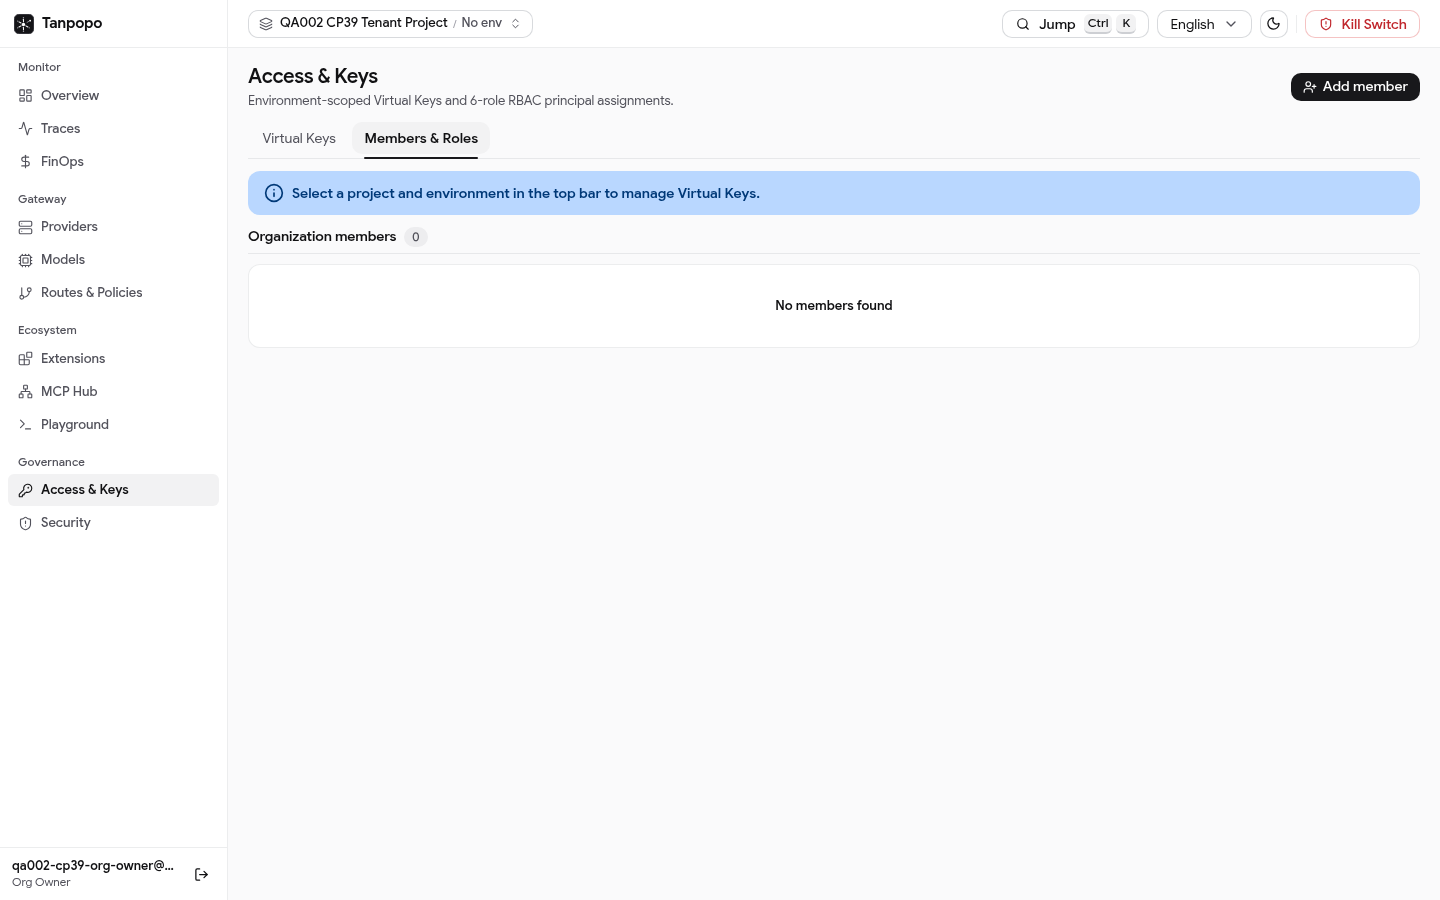 Tanpopo
QA002 CP39 Tenant Project / No env
Jump Ctrl K
English
Kill Switch
Monitor
Overview
Traces
FinOps
Gateway
Providers
Models
Routes & Policies
Ecosystem
Extensions
MCP Hub
Playground
Governance
Access & Keys
Security
qa002-cp39-org-owner@...
Org Owner
Access & Keys
Environment-scoped Virtual Keys and 6-role RBAC principal assignments.
Add member
Virtual Keys
Members & Roles
Select a project and environment in the top bar to manage Virtual Keys.
Organization members 0
No members found